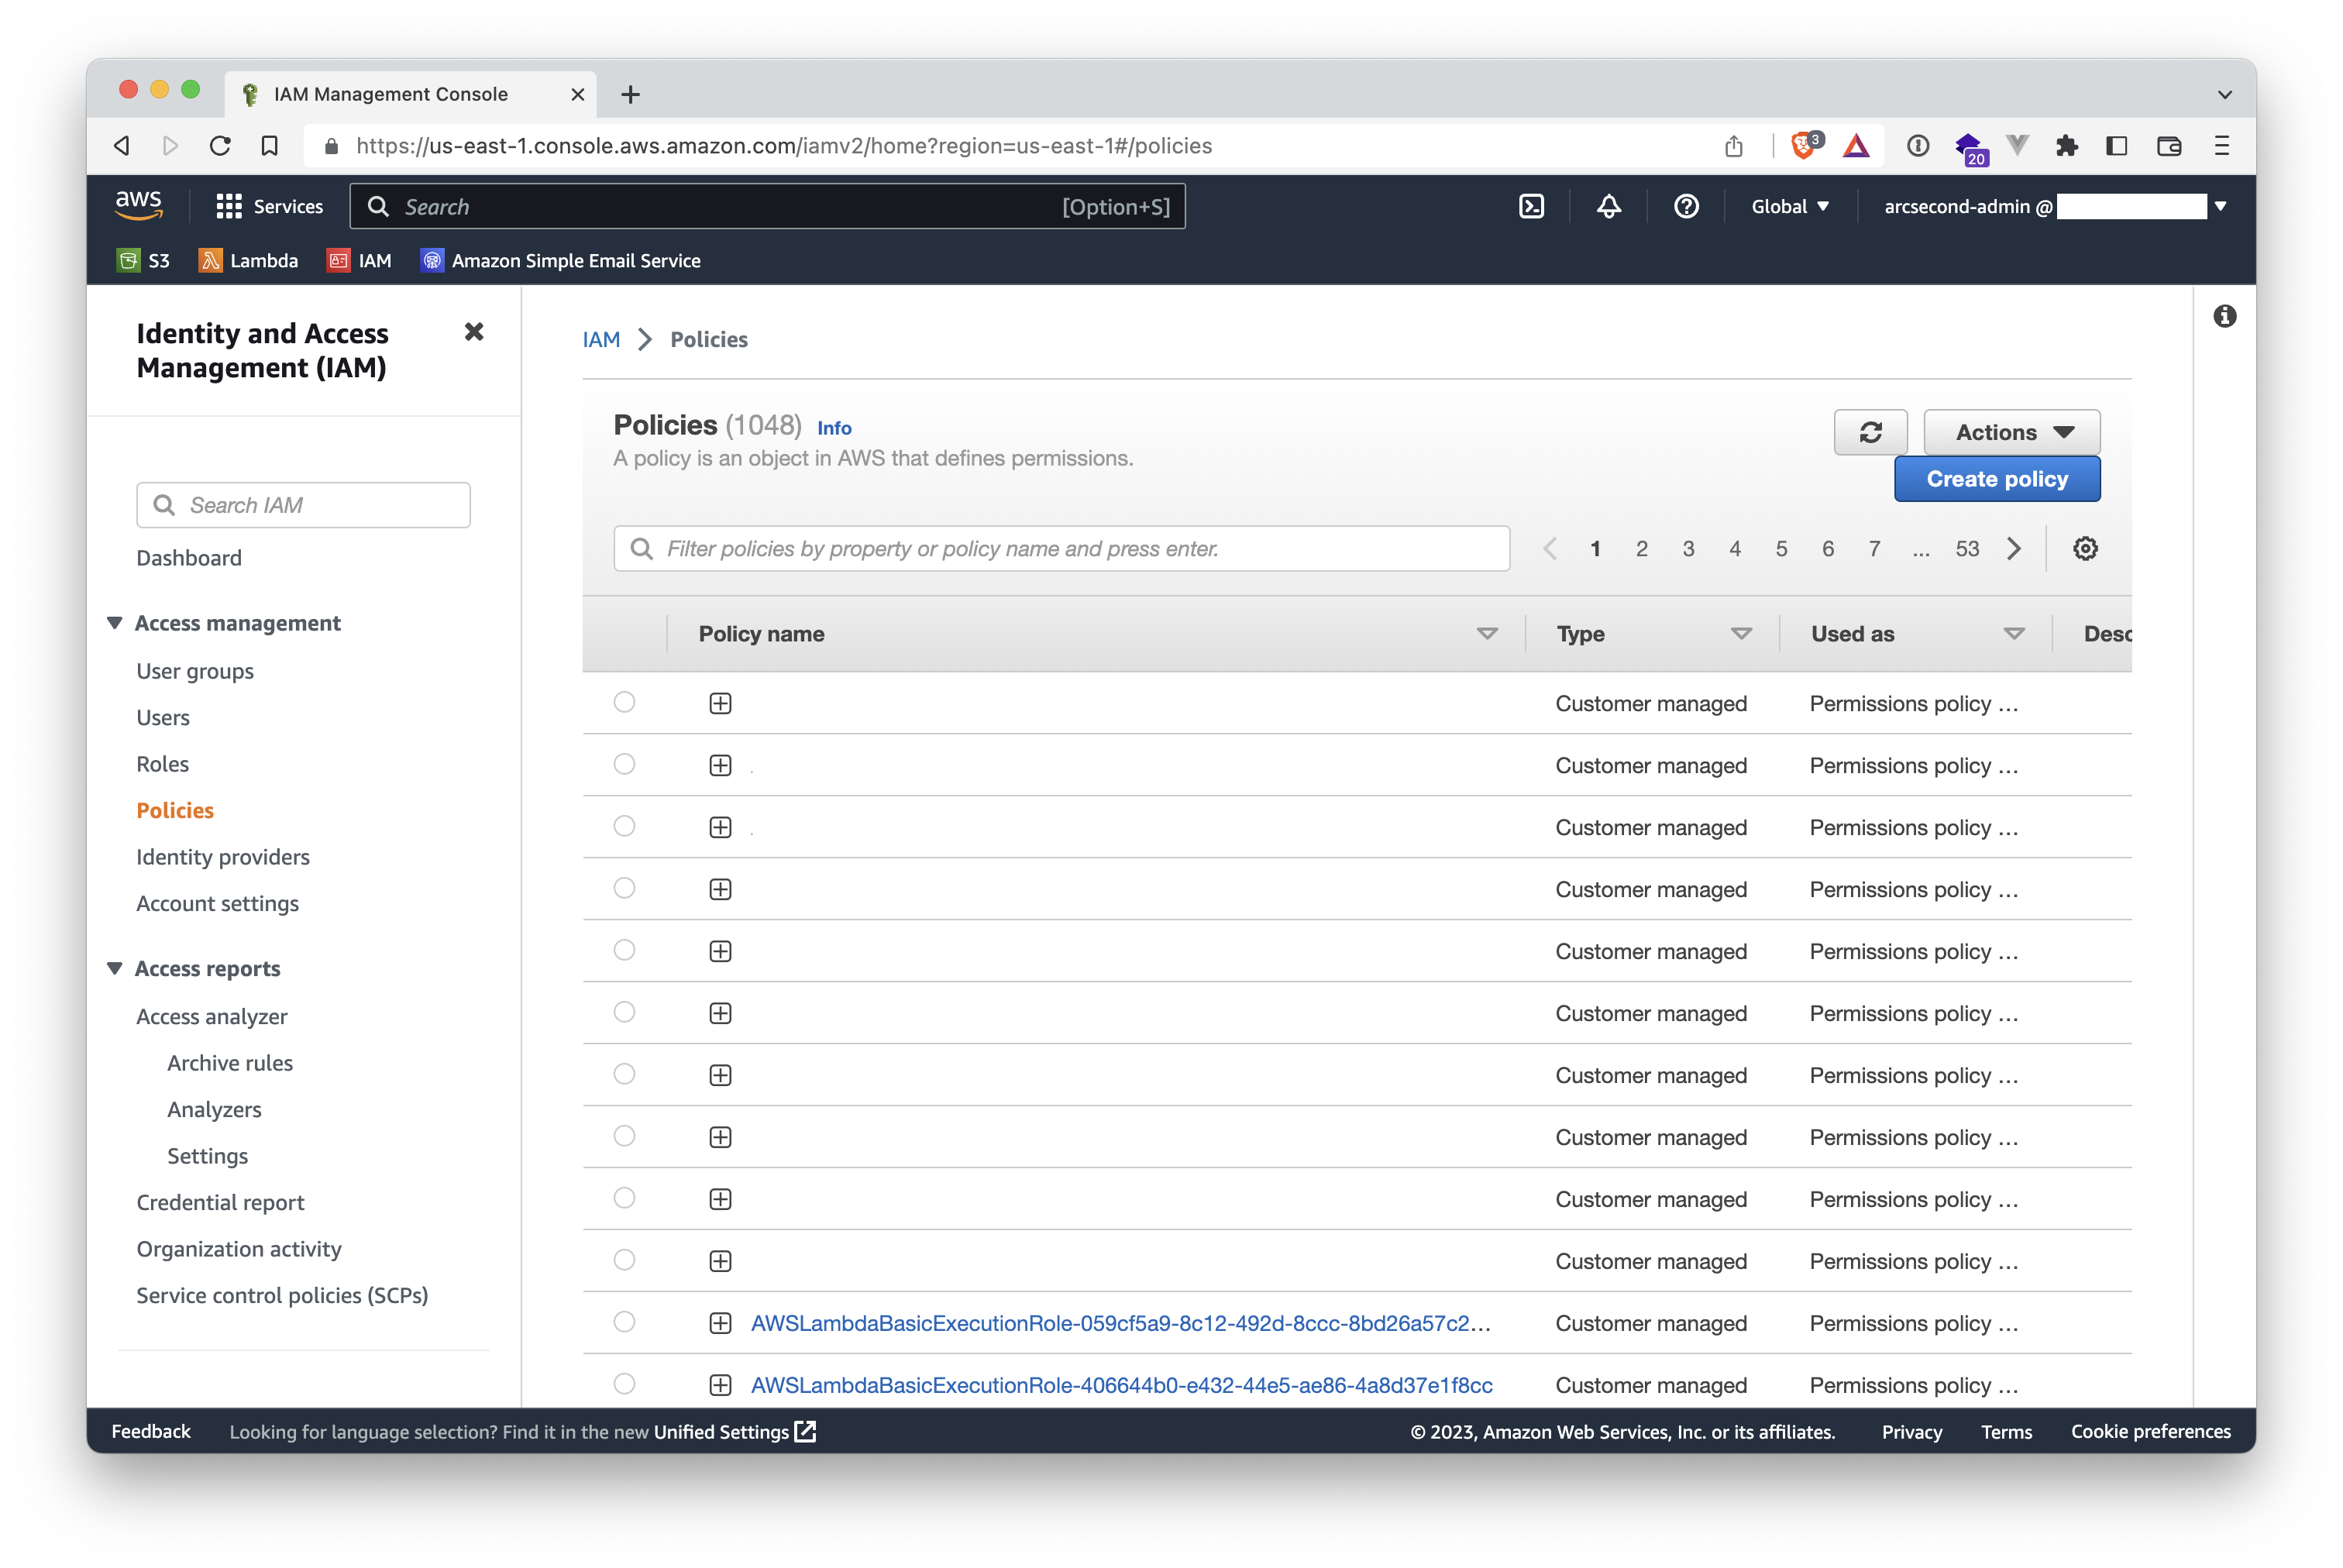 IAM Management Console
https://us-east-1.console.aws.amazon.com/iamv2/home?region=us-east-1#/policies
3
20
aws
Services
Search
[Option+S]
Global
arcsecond-admin @
S3
Lambda
IAM
Amazon Simple Email Service
Identity and Access
Management (IAM)
Search IAM
Dashboard
Access management
User groups
Users
Roles
Policies
Identity providers
Account settings
Access reports
Access analyzer
Archive rules
Analyzers
Settings
Credential report
Organization activity
Service control policies (SCPs)
IAM
Policies
Policies (1048) Info
A policy is an object in AWS that defines permissions.
Actions
Create policy
Filter policies by property or policy name and press enter.
1 2 3 4 5 6 7 ... 53
Policy name Type Used as Desc
Customer managed Permissions policy ...
Customer managed Permissions policy ...
Customer managed Permissions policy ...
Customer managed Permissions policy ...
Customer managed Permissions policy ...
Customer managed Permissions policy ...
Customer managed Permissions policy ...
Customer managed Permissions policy ...
Customer managed Permissions policy ...
Customer managed Permissions policy ...
AWSLambdaBasicExecutionRole-059cf5a9-8c12-492d-8ccc-8bd26a57c2... Customer managed Permissions policy ...
AWSLambdaBasicExecutionRole-406644b0-e432-44e5-ae86-4a8d37e1f8cc Customer managed Permissions policy ...
Feedback
Looking for language selection? Find it in the new Unified Settings
© 2023, Amazon Web Services, Inc. or its affiliates.
Privacy
Terms
Cookie preferences